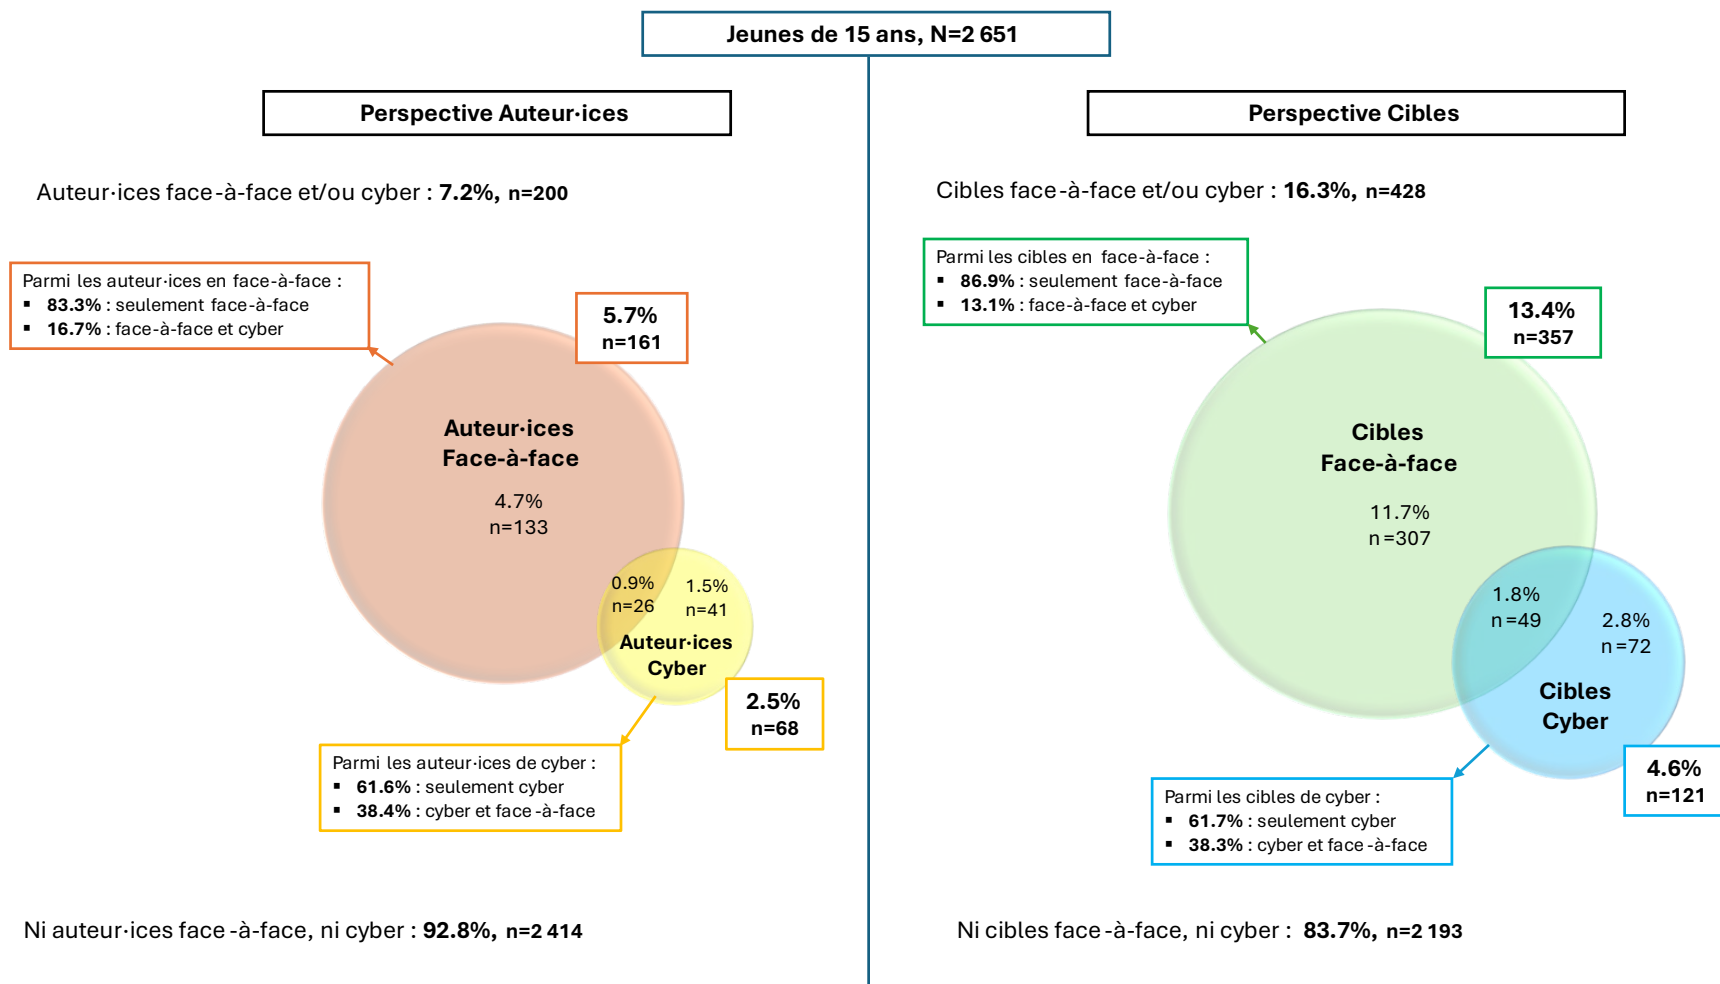 Jeunes de 15 ans, N=2 651
Perspective Auteur·ices
Auteur·ices face-à-face et/ou cyber : 7.2%, n=200
Parmi les auteur·ices en face-à-face :
▪ 83.3% : seulement face-à-face
▪ 16.7% : face-à-face et cyber
5.7%
n=161
Auteur·ices
Face-à-face
4.7%
n=133
0.9%
n=26
1.5%
n=41
Auteur·ices
Cyber
2.5%
n=68
Parmi les auteur·ices de cyber :
▪ 61.6% : seulement cyber
▪ 38.4% : cyber et face-à-face
Ni auteur·ices face-à-face, ni cyber : 92.8%, n=2 414
Perspective Cibles
Cibles face-à-face et/ou cyber : 16.3%, n=428
Parmi les cibles en face-à-face :
▪ 86.9% : seulement face-à-face
▪ 13.1% : face-à-face et cyber
13.4%
n=357
Cibles
Face-à-face
11.7%
n=307
1.8%
n=49
2.8%
n=72
Cibles
Cyber
4.6%
n=121
Parmi les cibles de cyber :
▪ 61.7% : seulement cyber
▪ 38.3% : cyber et face-à-face
Ni cibles face-à-face, ni cyber : 83.7%, n=2 193